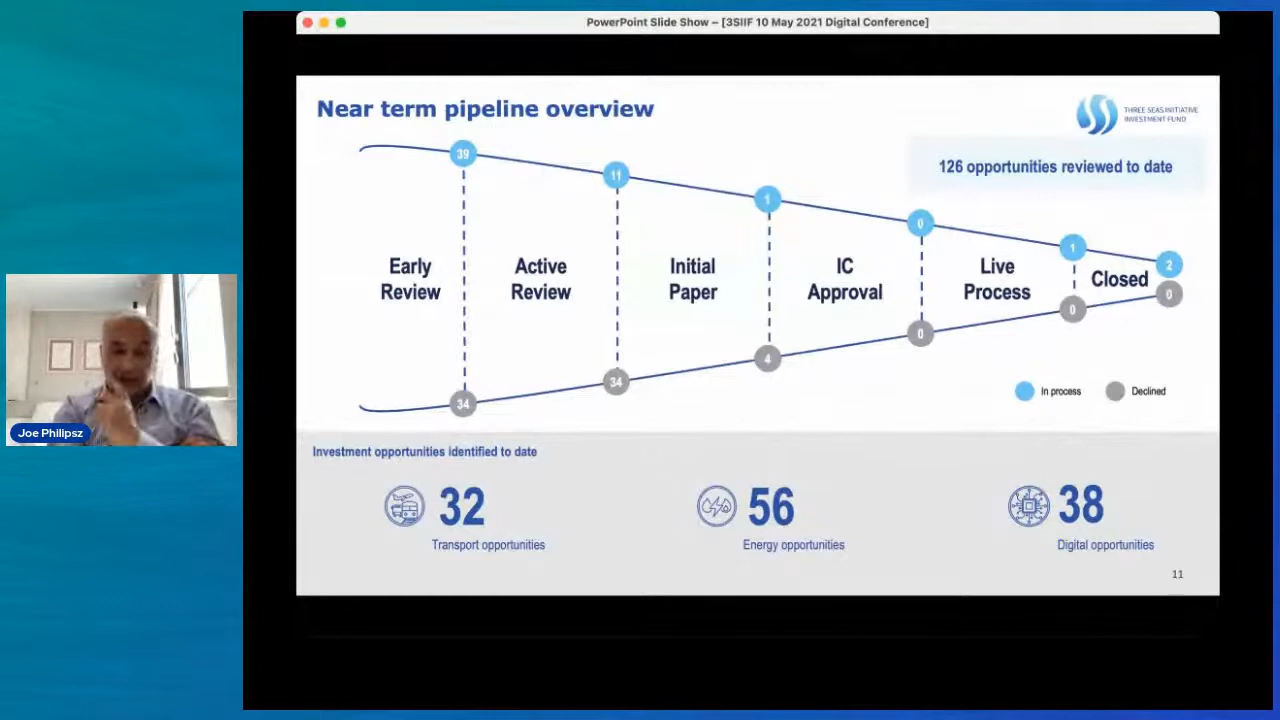 PowerPoint Slide Show – [3SIIF 10 May 2021 Digital Conference]
Near term pipeline overview
THREE SEAS INITIATIVE
INVESTMENT FUND
126 opportunities reviewed to date
39
11
1
0
1
2
Early
Review
Active
Review
Initial
Paper
IC
Approval
Live
Process
Closed
34
34
4
0
0
0
In process
Declined
Joe Philipsz
Investment opportunities identified to date
32
Transport opportunities
56
Energy opportunities
38
Digital opportunities
11